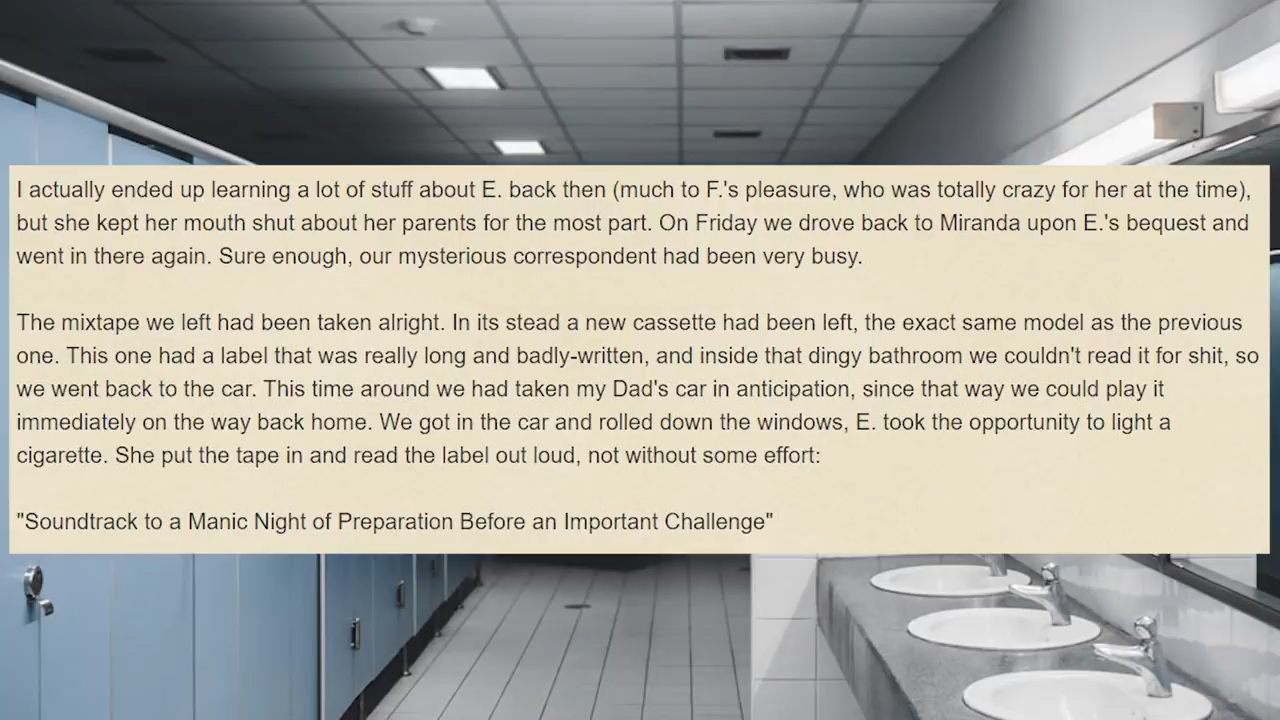 I actually ended up learning a lot of stuff about E. back then (much to F.'s pleasure, who was totally crazy for her at the time),
but she kept her mouth shut about her parents for the most part. On Friday we drove back to Miranda upon E.'s bequest and
went in there again. Sure enough, our mysterious correspondent had been very busy.
The mixtape we left had been taken alright. In its stead a new cassette had been left, the exact same model as the previous
one. This one had a label that was really long and badly-written, and inside that dingy bathroom we couldn't read it for shit, so
we went back to the car. This time around we had taken my Dad's car in anticipation, since that way we could play it
immediately on the way back home. We got in the car and rolled down the windows, E. took the opportunity to light a
cigarette. She put the tape in and read the label out loud, not without some effort:
"Soundtrack to a Manic Night of Preparation Before an Important Challenge"